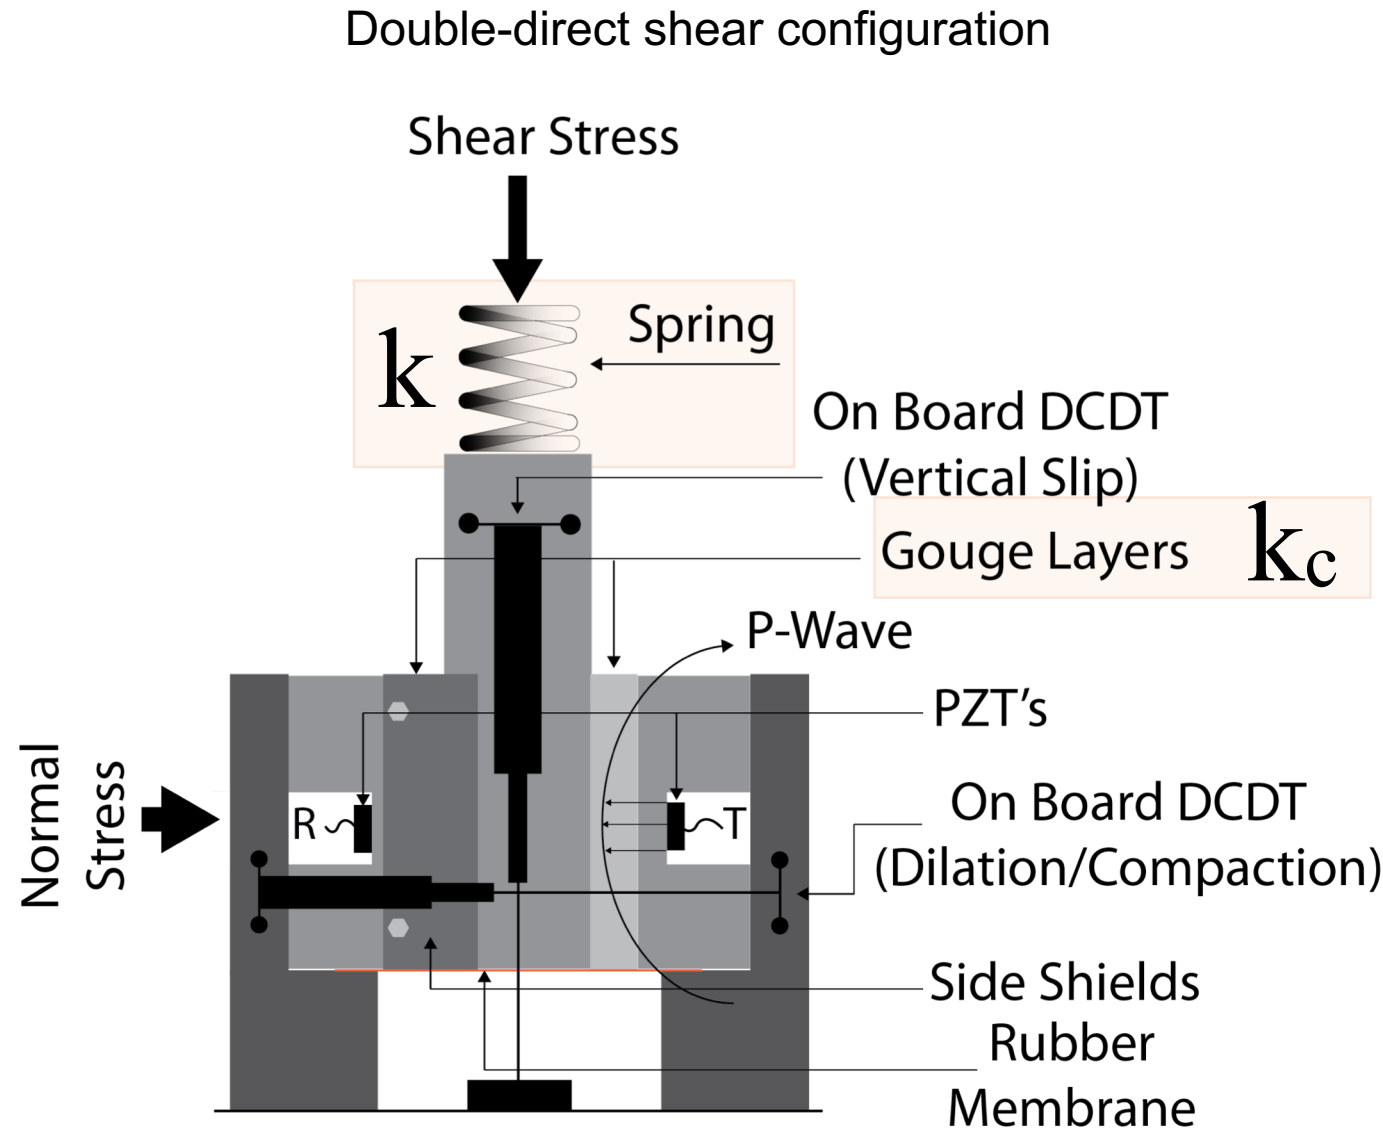 Double-direct shear configuration
Shear Stress
k
Spring
On Board DCDT
(Vertical Slip)
Gouge Layers
kc
P-Wave
PZT's
Normal
Stress
R
T
On Board DCDT
(Dilation/Compaction)
Side Shields
Rubber
Membrane